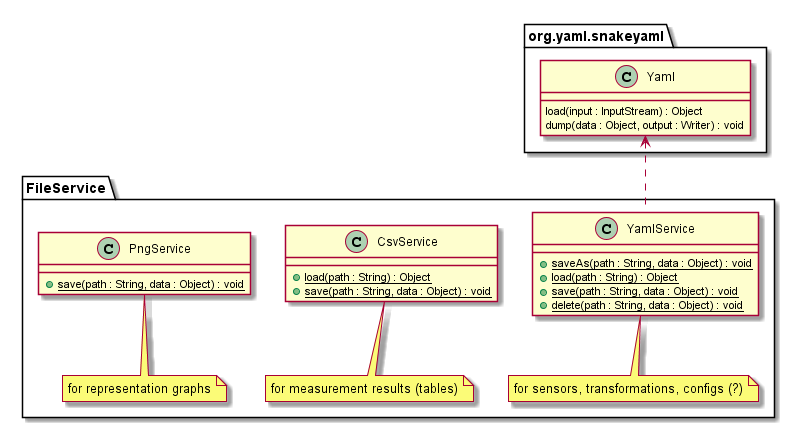 org.yaml.snakeyaml
C Yaml
load(input : InputStream) : Object
dump(data : Object, output : Writer) : void
FileService
C PngService
save(path : String, data : Object) : void
C CsvService
load(path : String) : Object
save(path : String, data : Object) : void
C YamlService
saveAs(path : String, data : Object) : void
load(path : String) : Object
save(path : String, data : Object) : void
delete(path : String, data : Object) : void
for representation graphs
for measurement results (tables)
for sensors, transformations, configs (?)